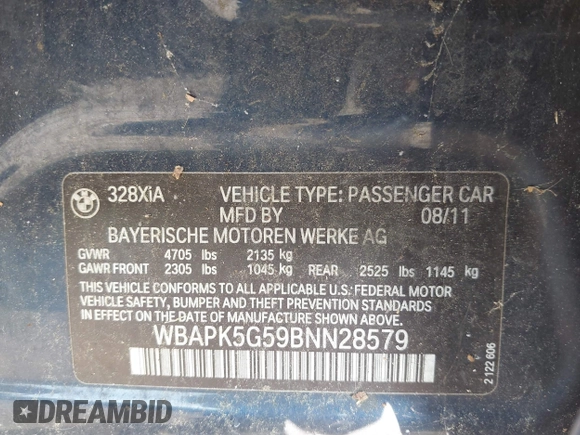 328XiA VEHICLE TYPE: PASSENGER CAR
MFD BY 08/11
BAYERISCHE MOTOREN WERKE AG
GVWR 4705 lbs 2135 kg
GAWR FRONT 2305 lbs 1045 kg REAR 2525 lbs 1145 kg
THIS VEHICLE CONFORMS TO ALL APPLICABLE U.S. FEDERAL MOTOR
VEHICLE SAFETY, BUMPER AND THEFT PREVENTION STANDARDS
IN EFFECT ON THE DATE OF MANUFACTURE SHOWN ABOVE.
WBAPK5G59BNN28579
2 122 606
DREAMBID